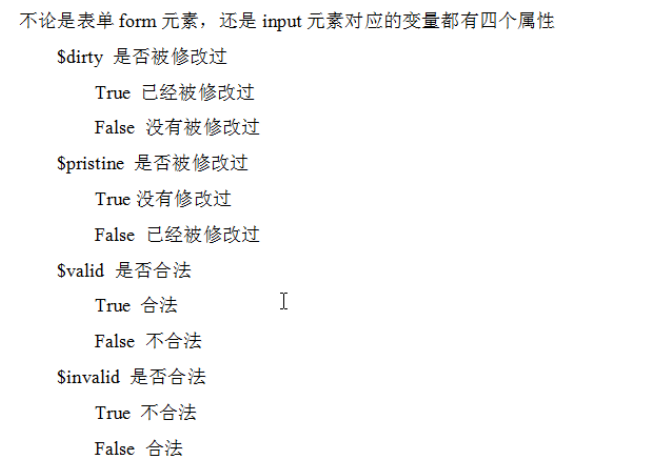 不论是表单 form 元素，还是 input 元素对应的变量都有四个属性
$dirty 是否被修改过
True 已经被修改过
False 没有被修改过
$pristine 是否被修改过
True 没有修改过
False 已经被修改过
$valid 是否合法
True 合法
False 不合法
$invalid 是否合法
True 不合法
False 合法